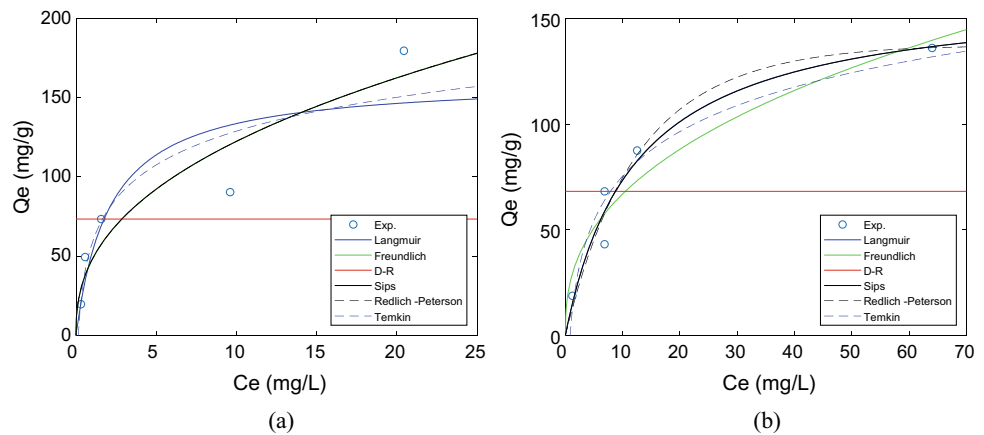 200
150
100
50
0
Qe (mg/g)
0 5 10 15 20 25
Ce (mg/L)
Exp.
Langmuir
Freundlich
D-R
Sips
Redlich -Peterson
Temkin
(a)
150
100
50
0
Qe (mg/g)
0 10 20 30 40 50 60 70
Ce (mg/L)
Exp.
Langmuir
Freundlich
D-R
Sips
Redlich -Peterson
Temkin
(b)